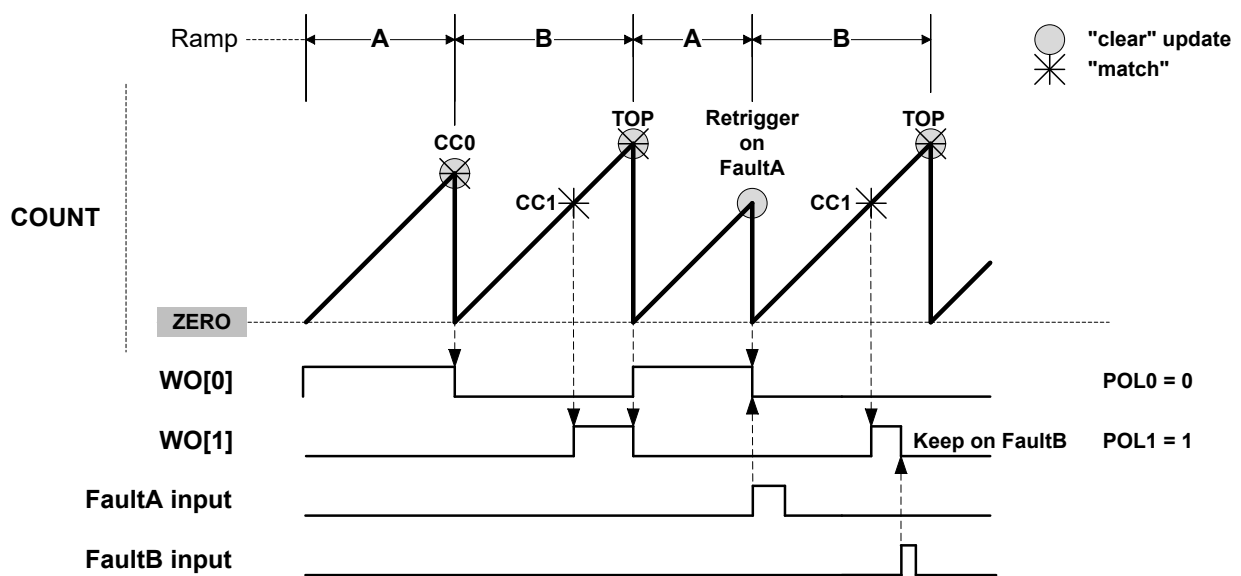 Ramp
A
B
A
B
"clear" update
"match"
CC0
TOP
Retrigger
on
FaultA
TOP
COUNT
CC1
CC1
ZERO
WO[0]
POL0 = 0
WO[1]
Keep on FaultB
POL1 = 1
FaultA input
FaultB input